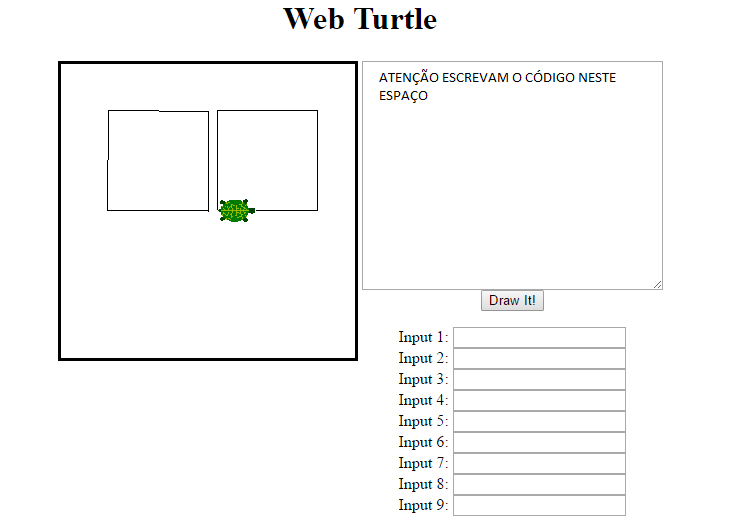 Web Turtle
ATENÇÃO ESCREVAM O CÓDIGO NESTE
ESPAÇO
Draw It!
Input 1:
Input 2:
Input 3:
Input 4:
Input 5:
Input 6:
Input 7:
Input 8:
Input 9: